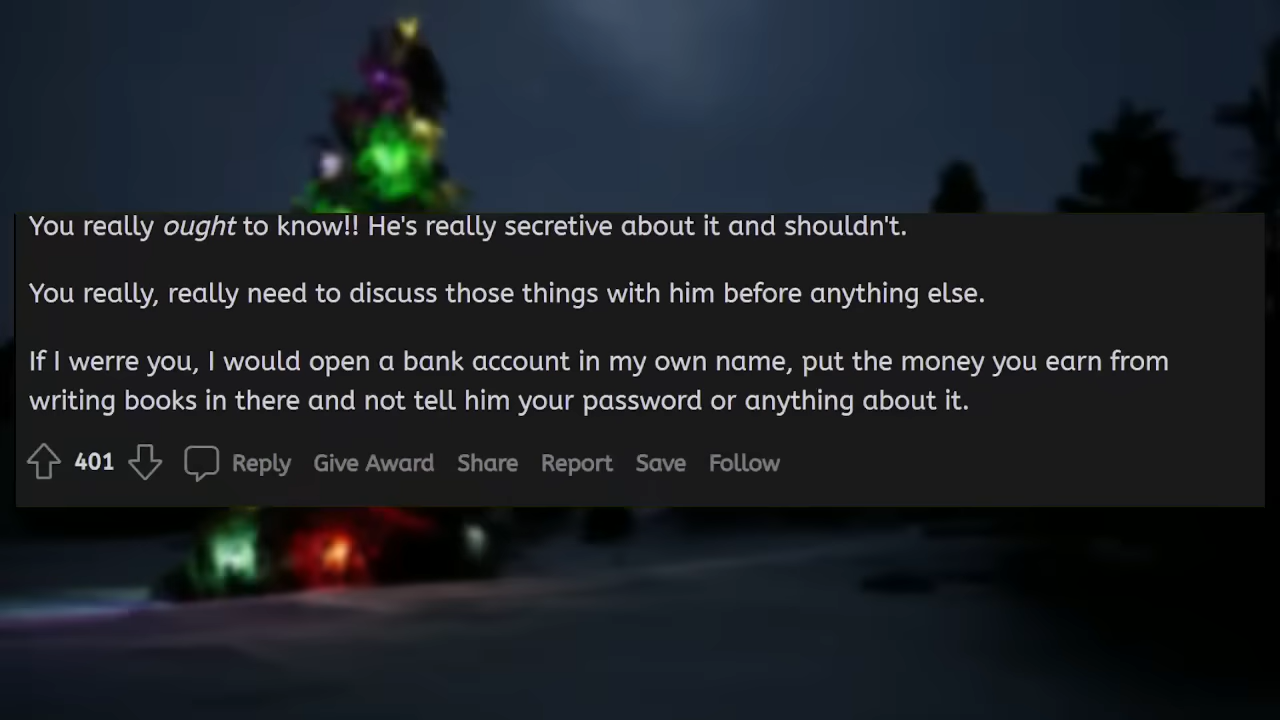 You really ought to know!! He's really secretive about it and shouldn't.
You really, really need to discuss those things with him before anything else.
If I werre you, I would open a bank account in my own name, put the money you earn from
writing books in there and not tell him your password or anything about it.
401 Reply Give Award Share Report Save Follow